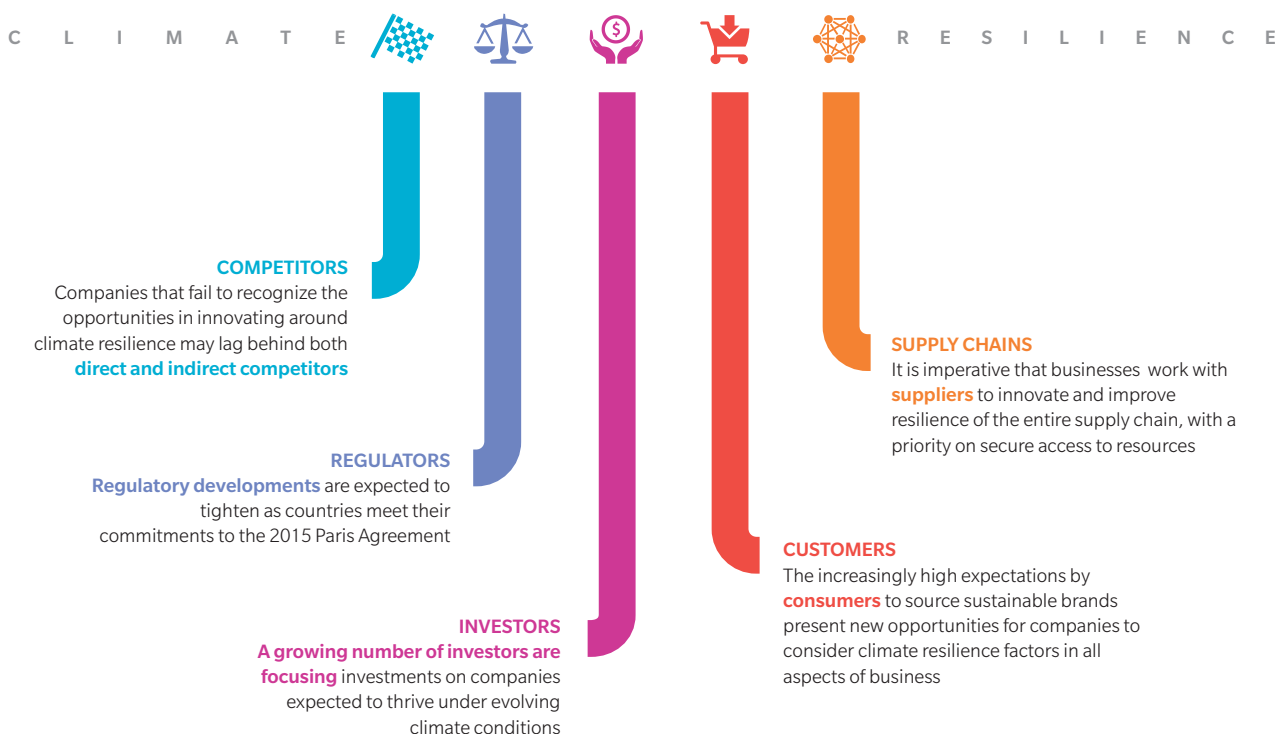 CLIMATE RESILIENCE
$
COMPETITORS
Companies that fail to recognize the
opportunities in innovating around
climate resilience may lag behind both
direct and indirect competitors
REGULATORS
Regulatory developments are expected to
tighten as countries meet their
commitments to the 2015 Paris Agreement
INVESTORS
A growing number of investors are
focusing investments on companies
expected to thrive under evolving
climate conditions
CUSTOMERS
The increasingly high expectations by
consumers to source sustainable brands
present new opportunities for companies to
consider climate resilience factors in all
aspects of business
SUPPLY CHAINS
It is imperative that businesses work with
suppliers to innovate and improve
resilience of the entire supply chain, with a
priority on secure access to resources